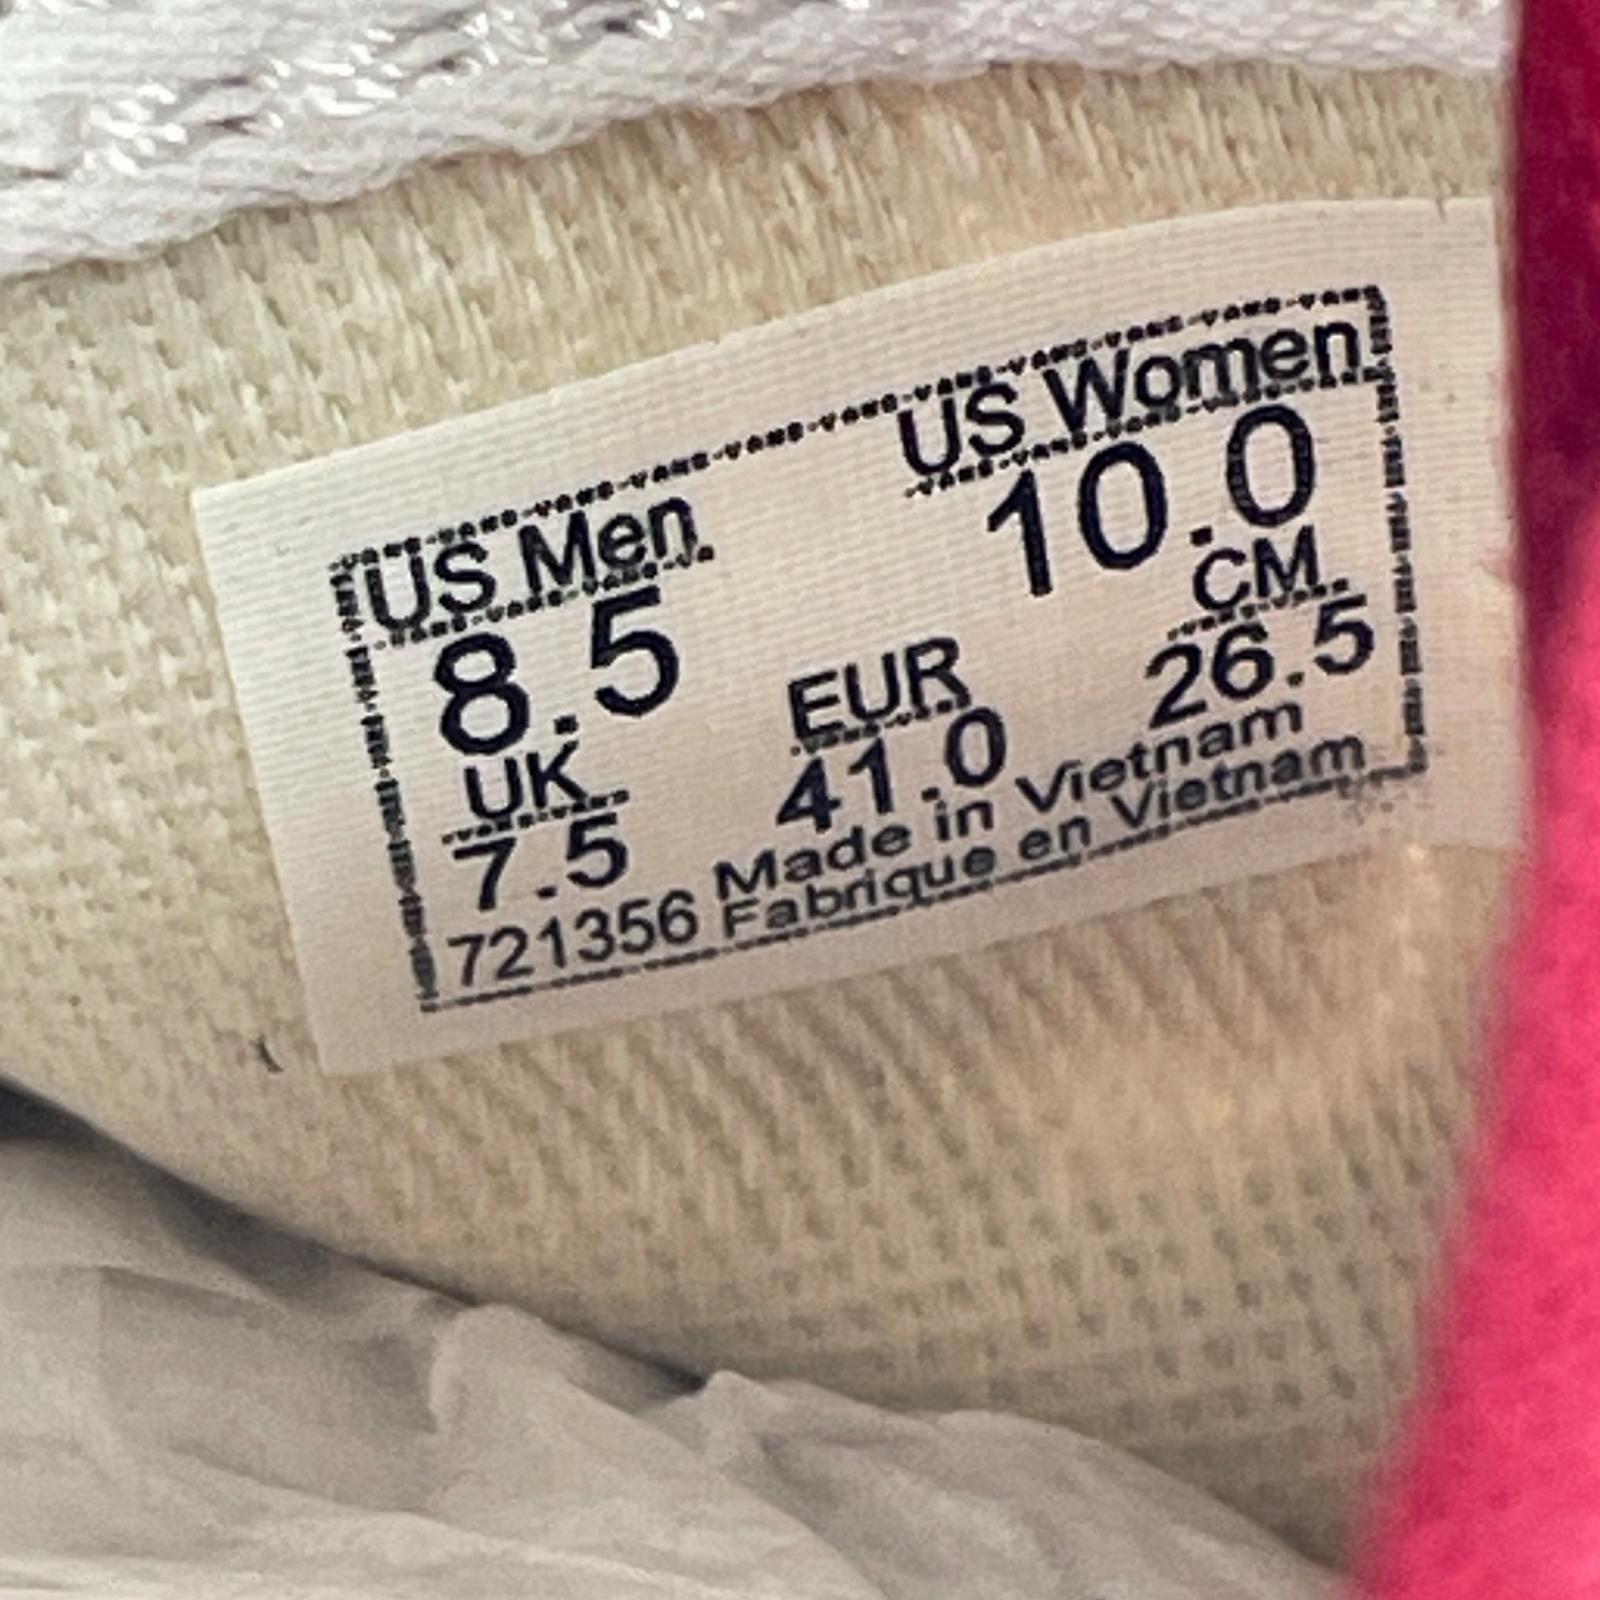 US Men US Women
8.5 10.0
UK EUR CM
7.5 41.0 26.5
721356 Made in Vietnam
Fabrique en Vietnam